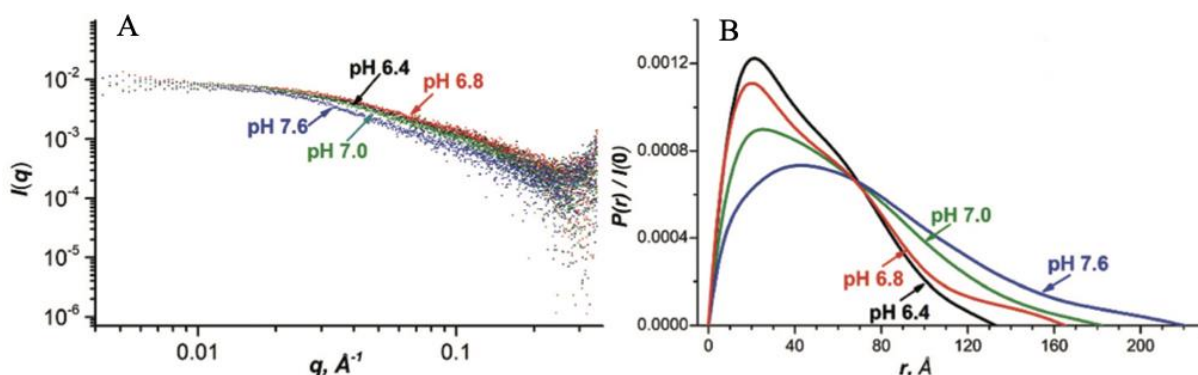 A
I(q)
10⁻²
10⁻³
10⁻⁴
10⁻⁵
10⁻⁶
pH 6.4
pH 6.8
pH 7.6
pH 7.0
0.01
0.1
q, Å⁻¹
B
P(r) / I(0)
0.0012
0.0008
0.0004
0.0000
pH 7.0
pH 7.6
pH 6.8
pH 6.4
0
40
80
120
160
200
r, Å